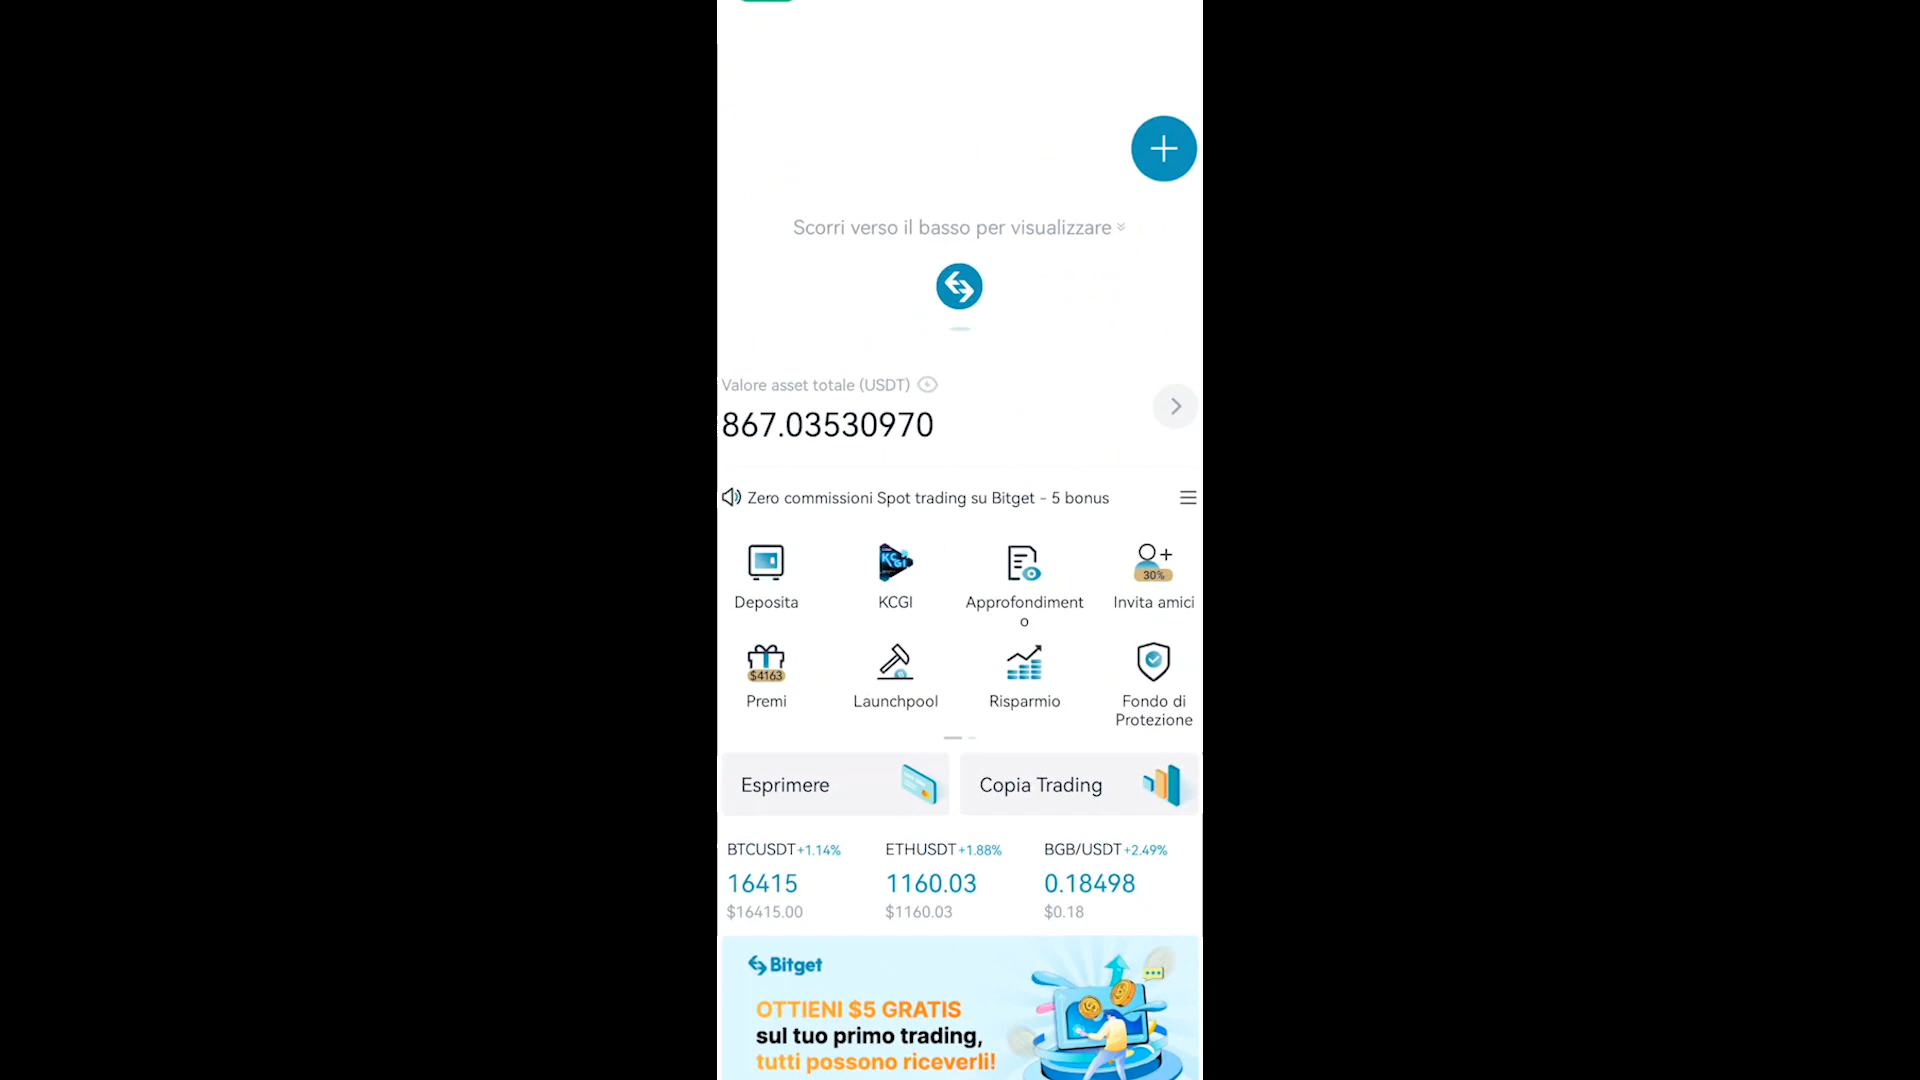 Scorri verso il basso per visualizzare
Valore asset totale (USDT)
867.03530970
Zero commissioni Spot trading su Bitget - 5 bonus
Deposita
KCGI
Approfondiment
o
30%
Invita amici
$4163
Premi
Launchpool
Risparmio
Fondo di
Protezione
Esprimere
Copia Trading
BTCUSDT+1.14%
16415
$16415.00
ETHUSDT+1.88%
1160.03
$1160.03
BGB/USDT+2.49%
0.18498
$0.18
Bitget
OTTIENI $5 GRATIS
sul tuo primo trading,
tutti possono riceverli!